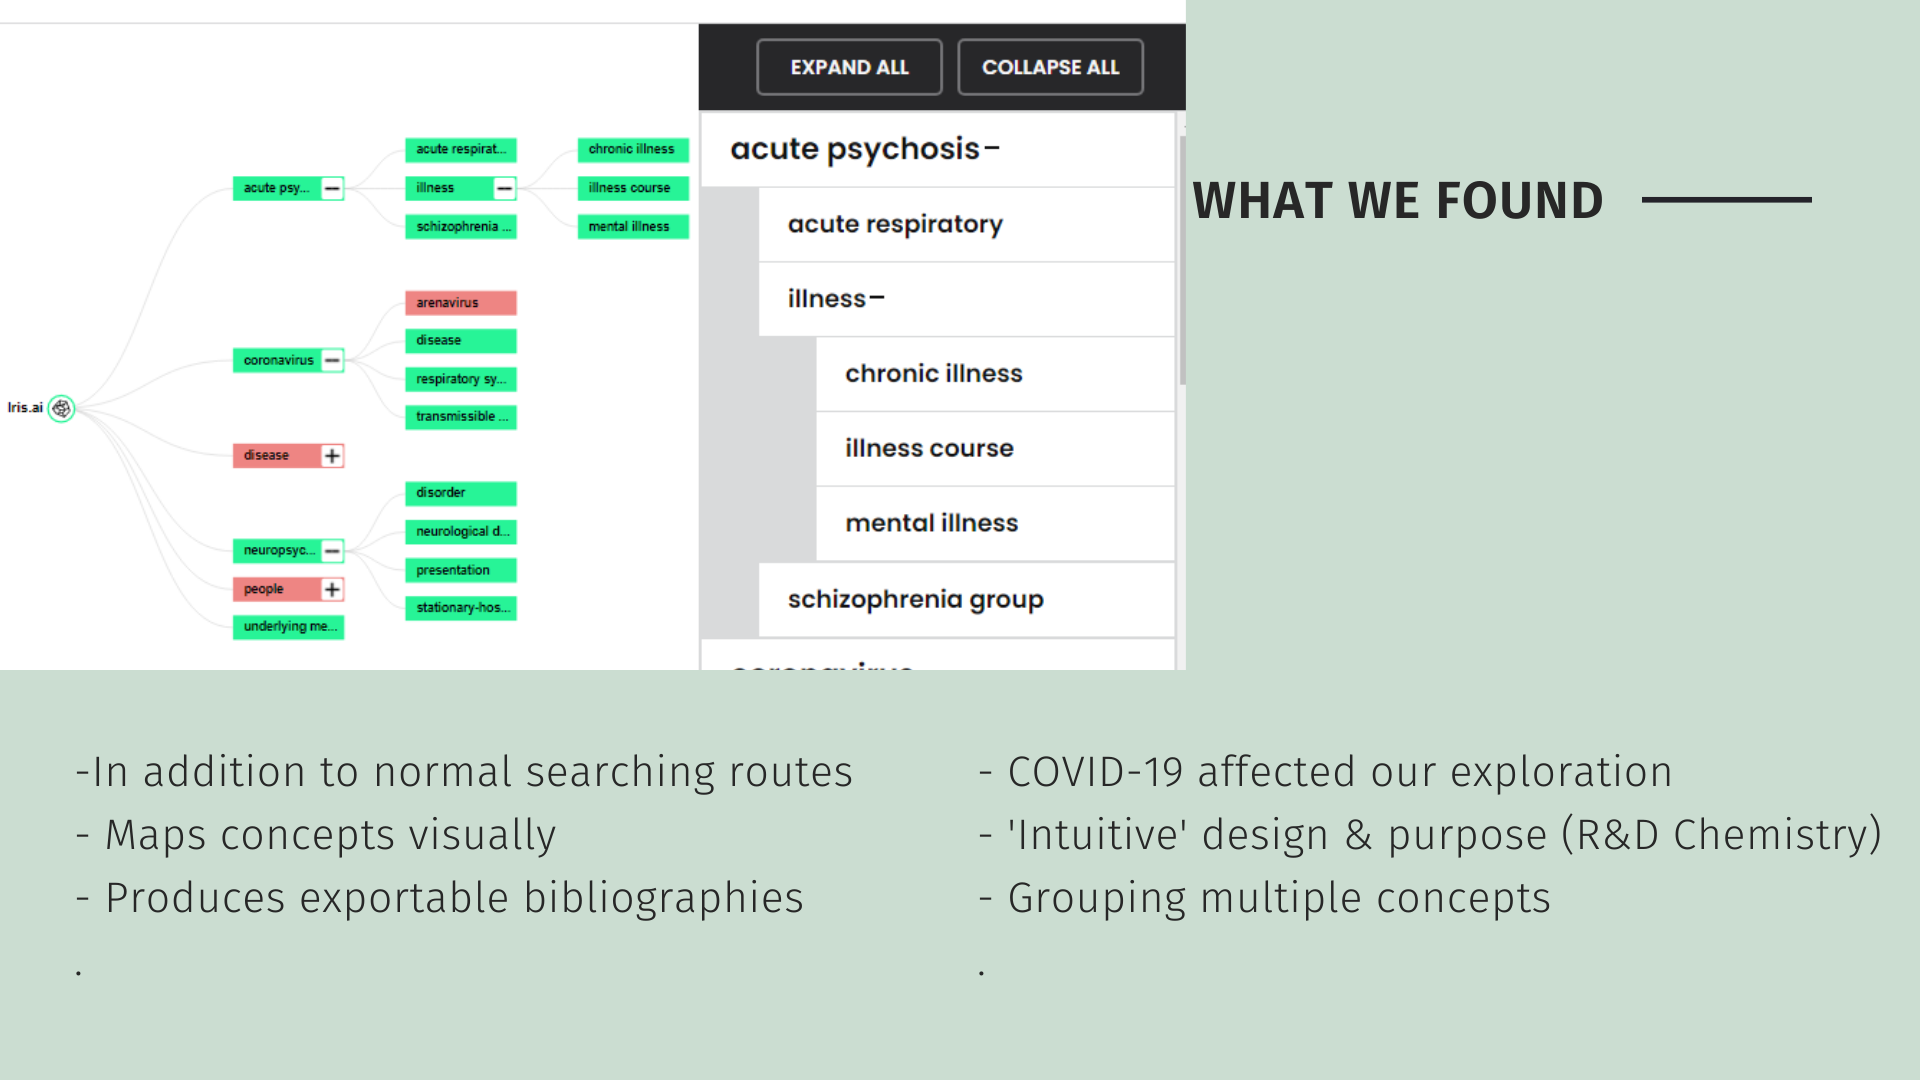 EXPAND ALL
COLLAPSE ALL
Iris.ai
acute psy...
acute respirat...
illness
schizophrenia ...
chronic illness
illness course
mental illness
coronavirus
arenavirus
disease
respiratory sy...
transmissible ...
disease
neuropsyc...
disorder
neurological d...
presentation
stationary-hos...
people
underlying me...
acute psychosis–
acute respiratory
illness–
chronic illness
illness course
mental illness
schizophrenia group
coronavirus
WHAT WE FOUND
-In addition to normal searching routes
- Maps concepts visually
- Produces exportable bibliographies
.
- COVID-19 affected our exploration
- 'Intuitive' design & purpose (R&D Chemistry)
- Grouping multiple concepts
.